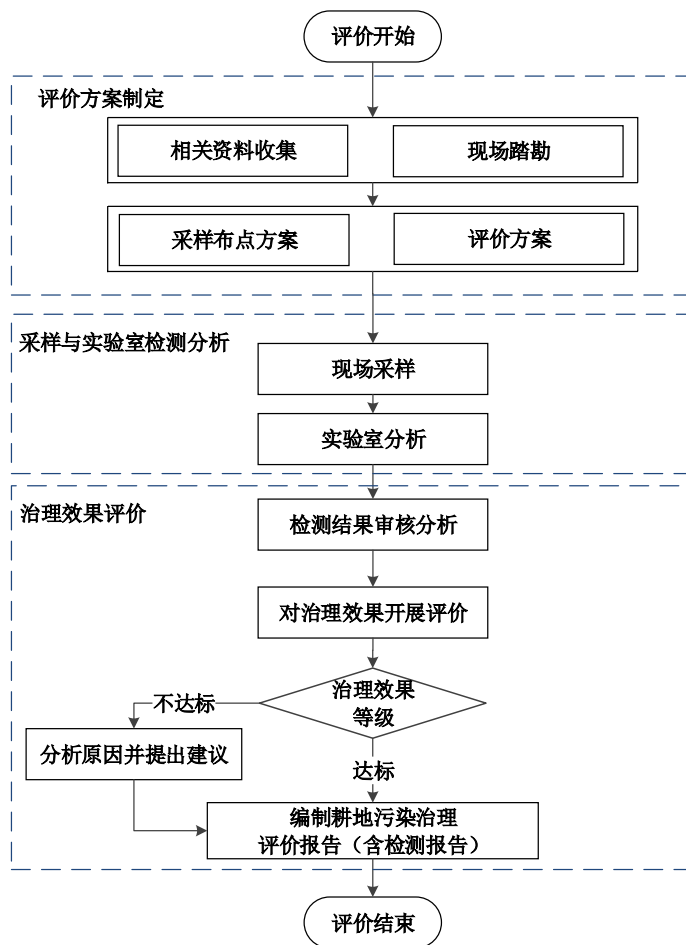 评价开始
评价方案制定
相关资料收集
现场踏勘
采样布点方案
评价方案
采样与实验室检测分析
现场采样
实验室分析
治理效果评价
检测结果审核分析
对治理效果开展评价
治理效果
等级
不达标
分析原因并提出建议
达标
编制耕地污染治理
评价报告（含检测报告）
评价结束